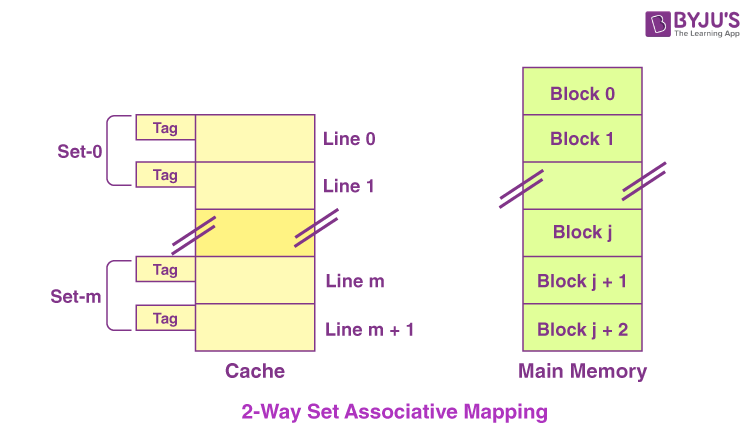 BYJU'S
The Learning App
Set-0
Tag
Line 0
Tag
Line 1
Set-m
Tag
Line m
Tag
Line m + 1
Cache
Block 0
Block 1
Block j
Block j + 1
Block j + 2
Main Memory
2-Way Set Associative Mapping